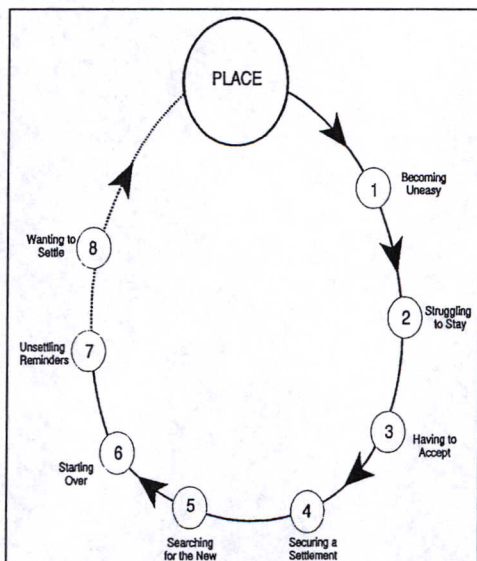 PLACE
1
Becoming
Uneasy
2
Struggling
to Stay
3
Having to
Accept
4
Securing a
Settlement
5
Searching
for the New
6
Starting
Over
7
Unsettling
Reminders
8
Wanting to
Settle